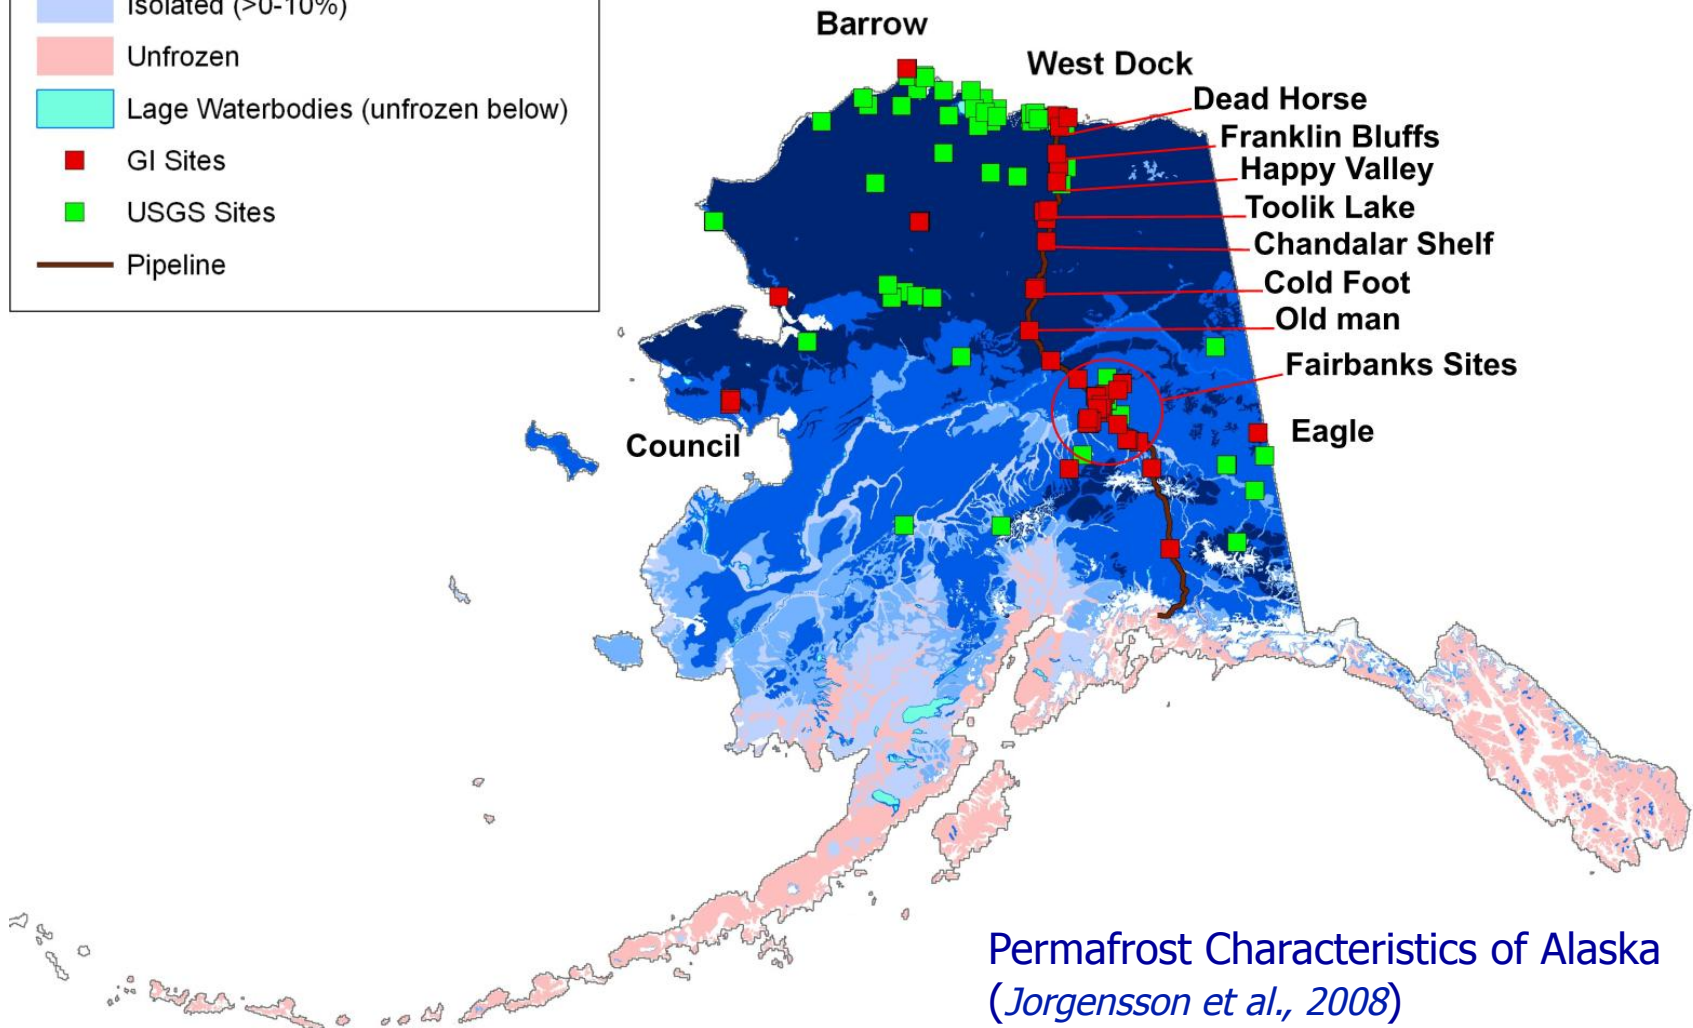 Isolated (>0-10%)
Unfrozen
Lage Waterbodies (unfrozen below)
GI Sites
USGS Sites
Pipeline
Barrow
West Dock
Dead Horse
Franklin Bluffs
Happy Valley
Toolik Lake
Chandalar Shelf
Cold Foot
Old man
Fairbanks Sites
Eagle
Council
Permafrost Characteristics of Alaska
(Jorgensson et al., 2008)